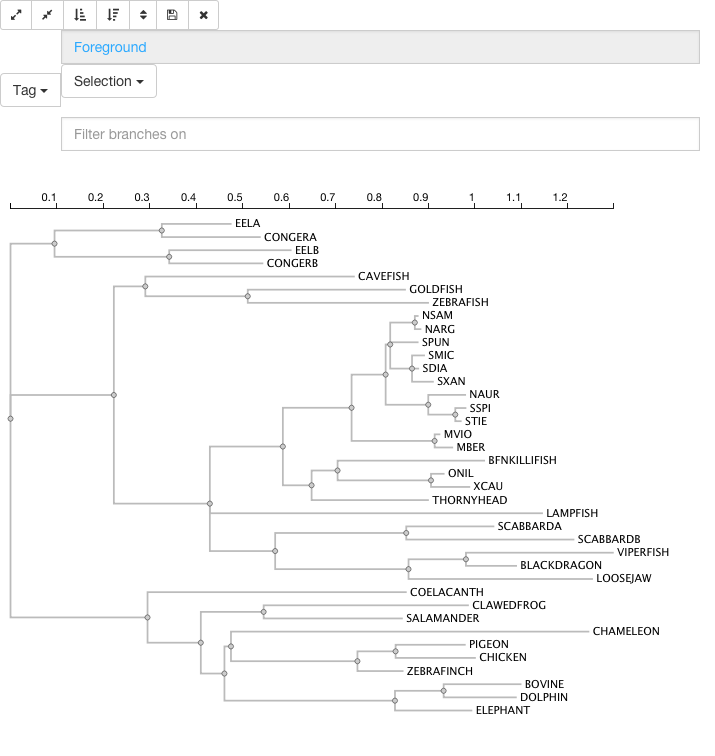 Foreground
Tag
Selection
Filter branches on
0.1 0.2 0.3 0.4 0.5 0.6 0.7 0.8 0.9 1 1.1 1.2
EELA
CONGERA
EELB
CONGERB
CAVEFISH
GOLDFISH
ZEBRAFISH
NSAM
NARG
SPUN
SMIC
SDIA
SXAN
NAUR
SSPI
STIE
MVIO
MBER
BFNKILLIFISH
ONIL
XCAU
THORNYHEAD
LAMPFISH
SCABBARDA
SCABBARDB
VIPERFISH
BLACKDRAGON
LOOSEJAW
COELACANTH
CLAWEDFROG
SALAMANDER
CHAMELEON
PIGEON
CHICKEN
ZEBRAFINCH
BOVINE
DOLPHIN
ELEPHANT